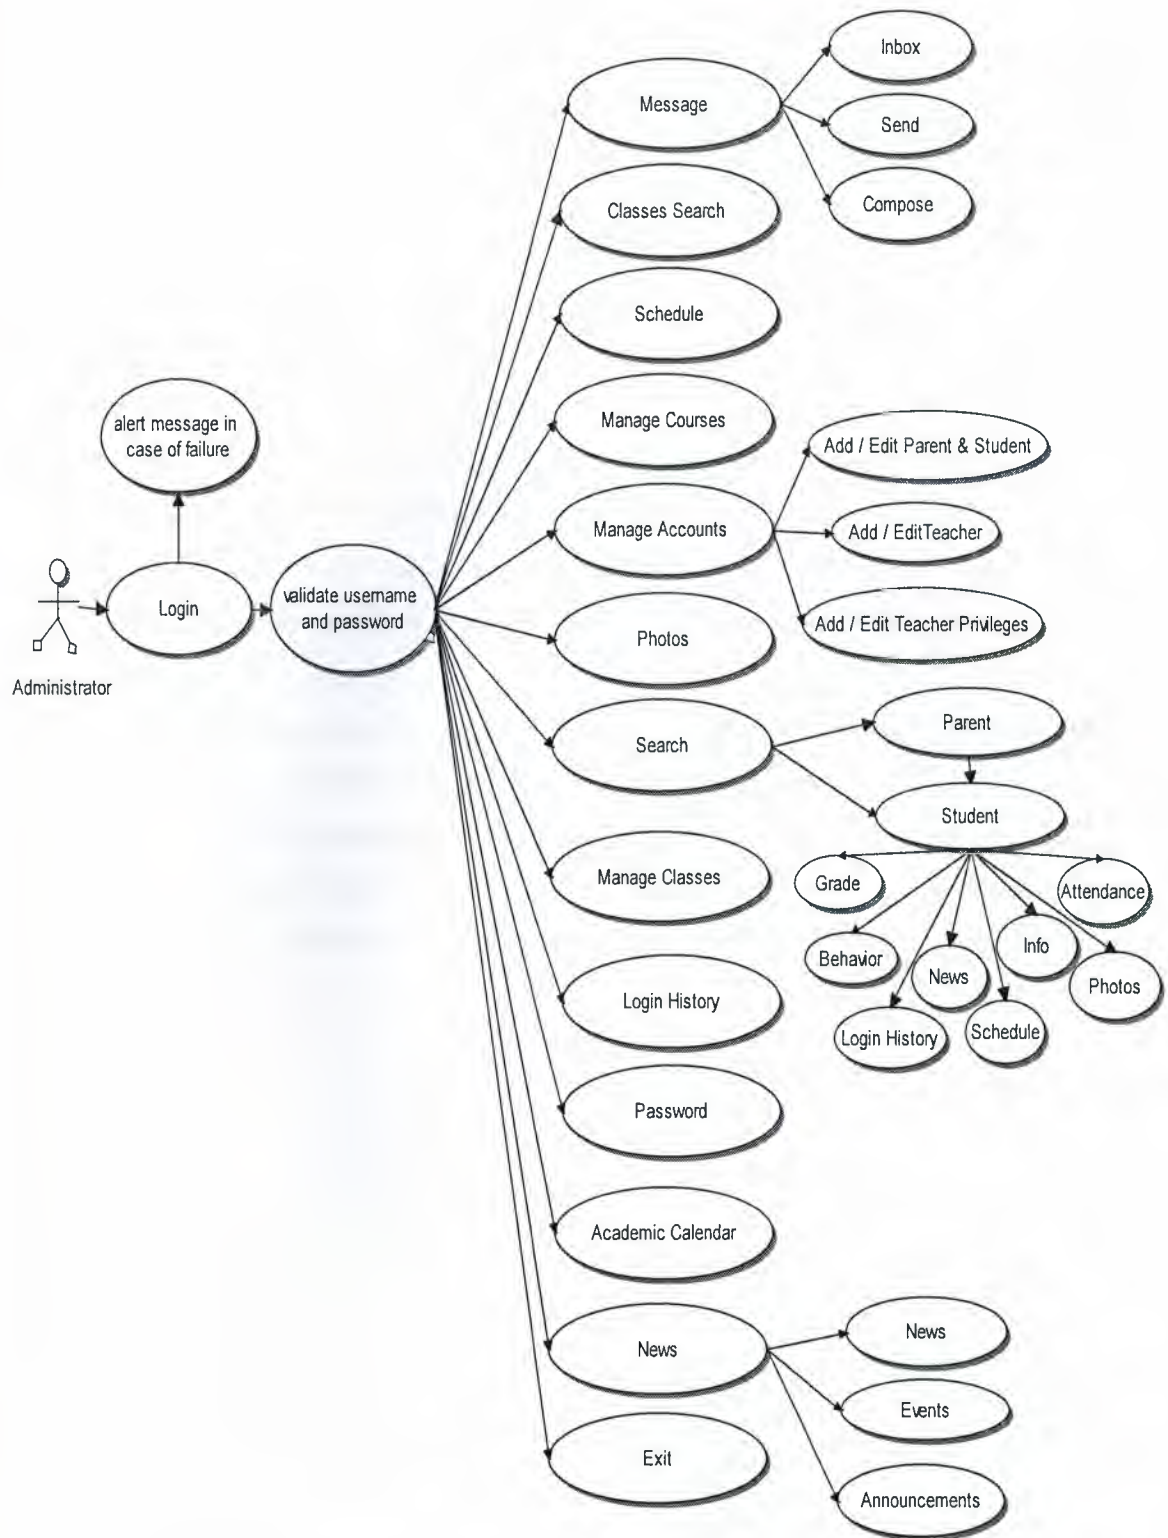 Inbox
Message
Send
Compose
Classes Search
Schedule
alert message in
case of failure
Manage Courses
Add / Edit Parent & Student
Manage Accounts
Add / EditTeacher
Login
validate username
and password
Add / Edit Teacher Privileges
Photos
Administrator
Parent
Search
Student
Manage Classes
Grade
Attendance
Behavior
Info
News
Photos
Login History
Login History
Schedule
Password
Academic Calendar
News
News
Events
Exit
Announcements